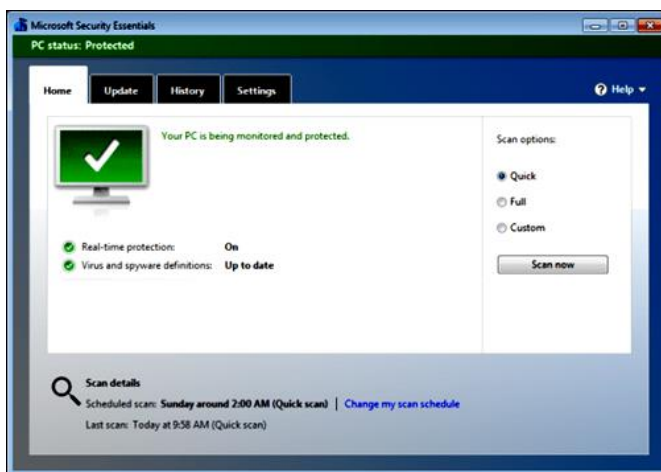 Microsoft Security Essentials
PC status: Protected
Home Update History Settings Help
Your PC is being monitored and protected.
Scan options:
Quick
Full
Custom
Scan now
Real-time protection: On
Virus and spyware definitions: Up to date
Scan details
Scheduled scan: Sunday around 2:00 AM (Quick scan) | Change my scan schedule
Last scan: Today at 9:58 AM (Quick scan)